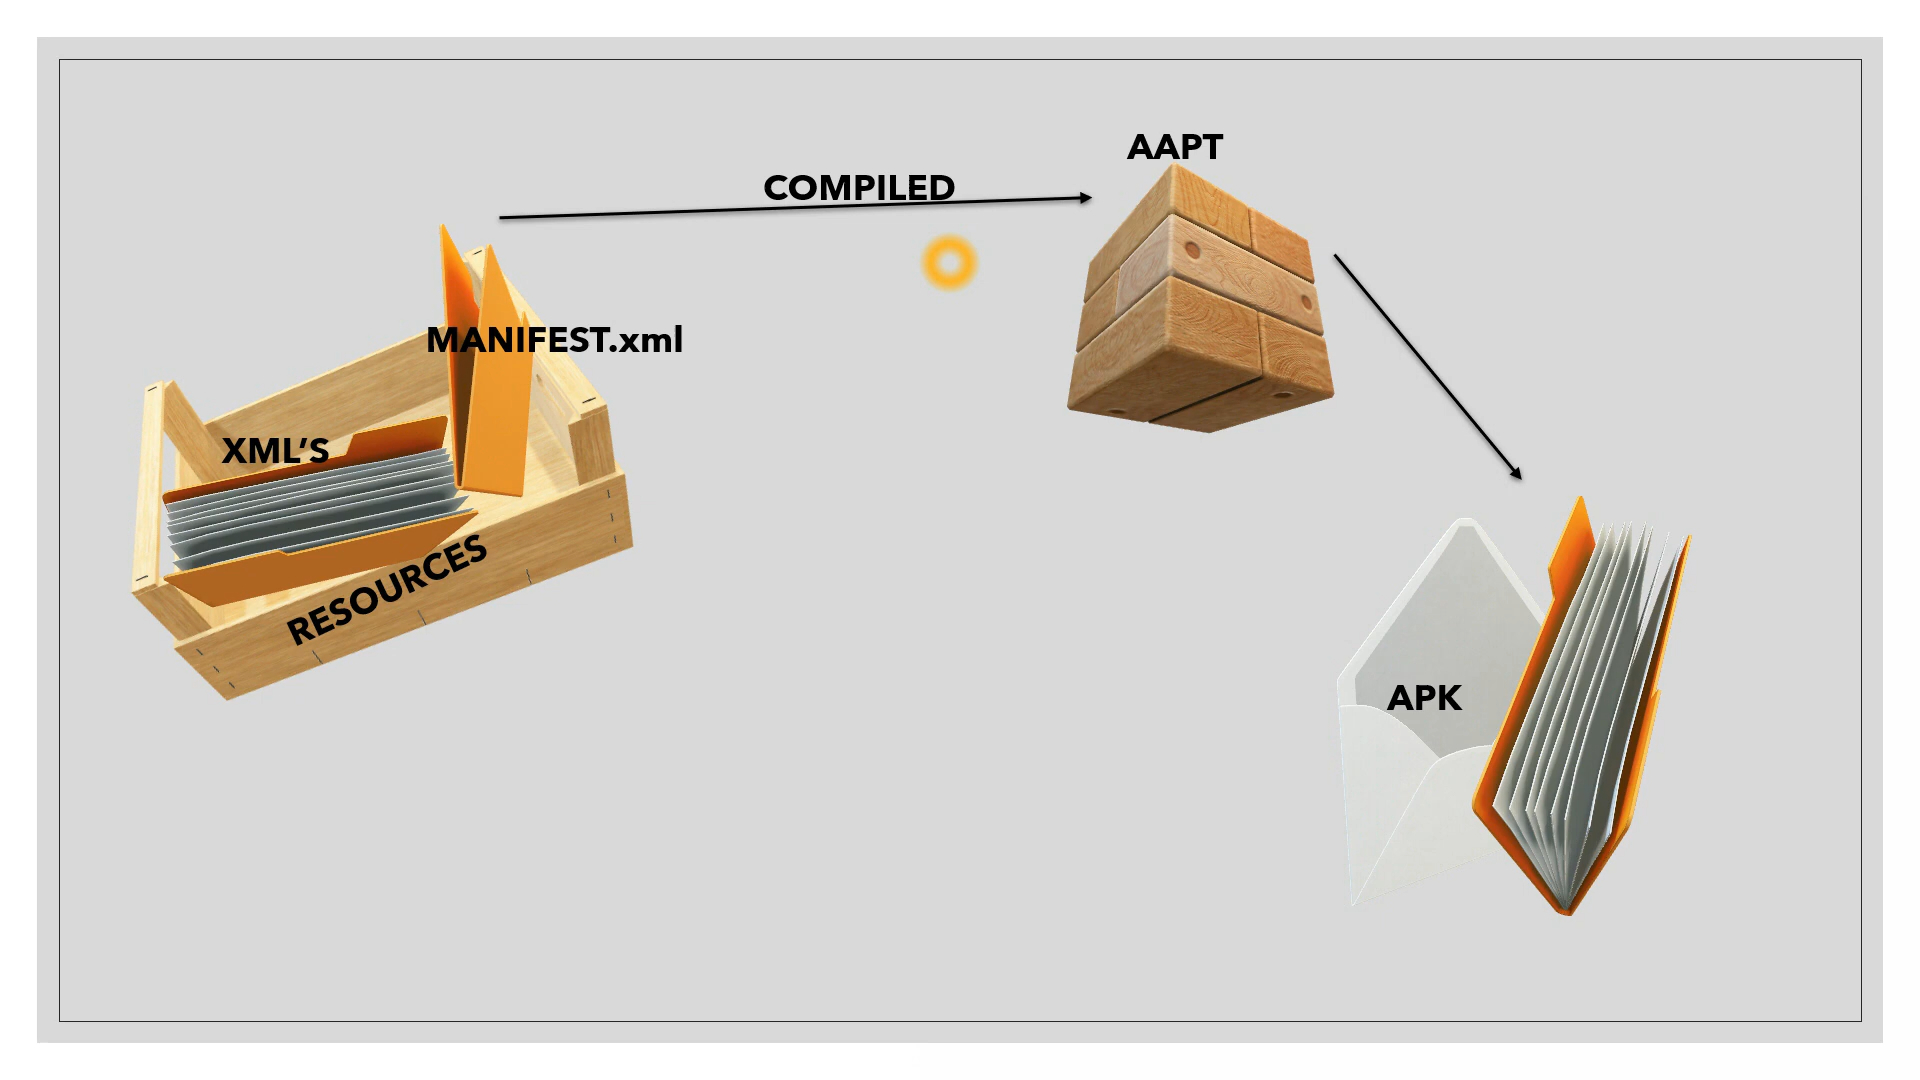 AAPT
COMPILED
MANIFEST.xml
XML’S
RESOURCES
APK